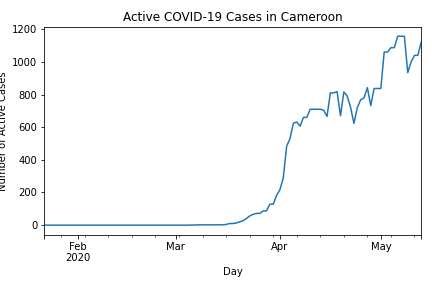 Active COVID-19 Cases in Cameroon
1200
1000
800
600
400
200
0
Number of Active Cases
Feb
2020
Mar
Apr
May
Day